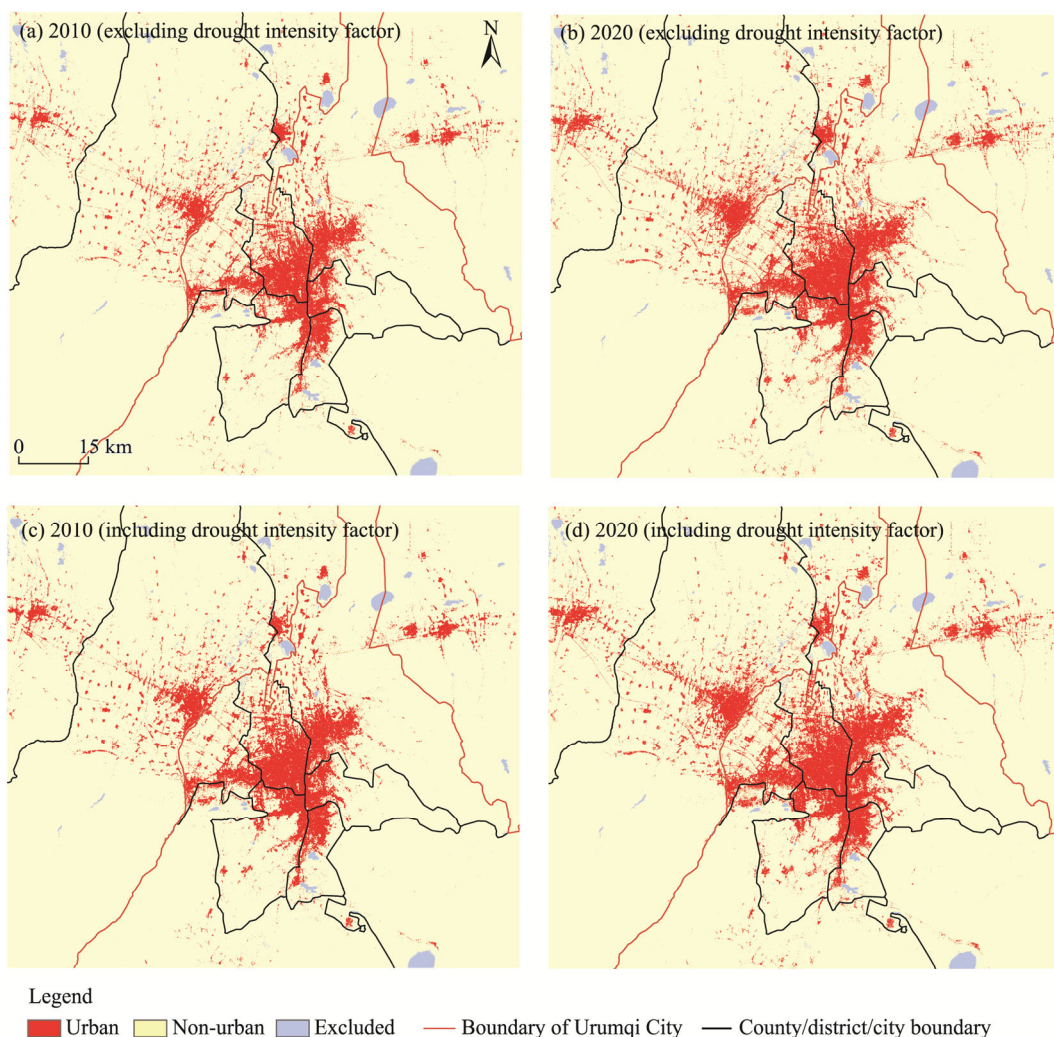 (a) 2010 (excluding drought intensity factor)
N
(b) 2020 (excluding drought intensity factor)
0 15 km
(c) 2010 (including drought intensity factor)
(d) 2020 (including drought intensity factor)
Legend
Urban Non-urban Excluded Boundary of Urumqi City County/district/city boundary